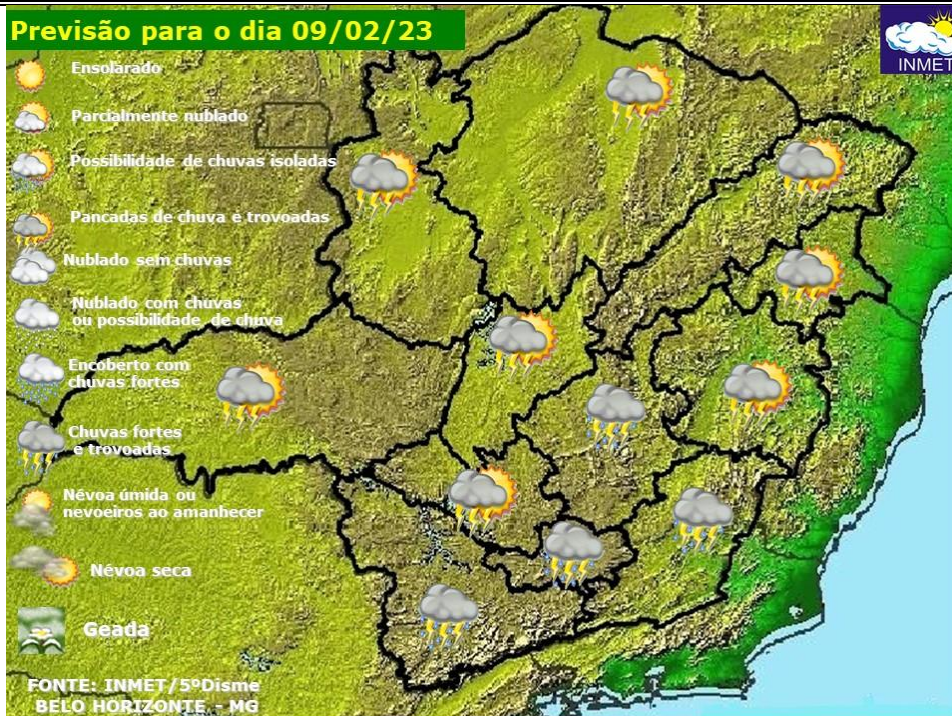 Previsão para o dia 09/02/23
INMET
Ensolarado
Parcialmente nublado
Possibilidade de chuvas isoladas
Pancadas de chuva e trovoadas
Nublado sem chuvas
Nublado com chuvas
ou possibilidade de chuva
Encoberto com
chuvas fortes
Chuvas fortes
e trovoadas
Névoa úmida ou
nevoeiros ao amanhecer
Névoa seca
Geada
FONTE: INMET/5ºDisme
BELO HORIZONTE - MG